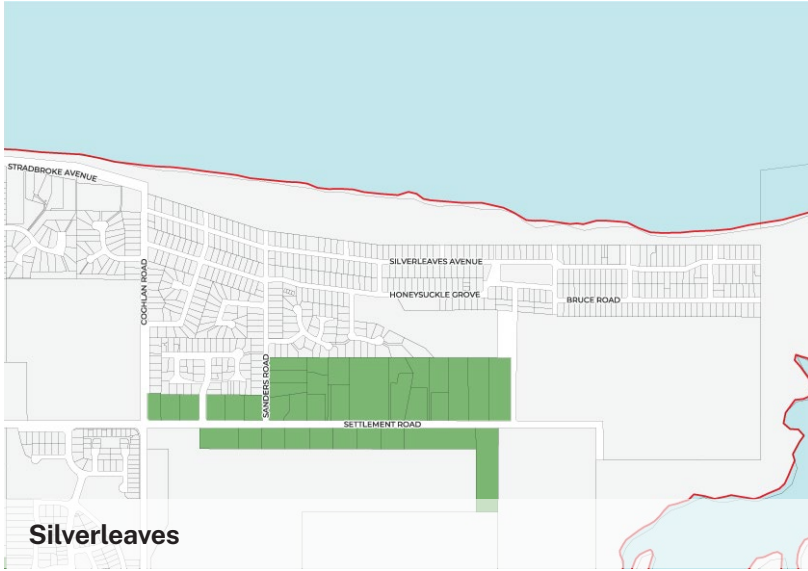 STRADBROKE AVENUE
SILVERLEAVES AVENUE
COGHLAN ROAD
HONEYSUCKLE GROVE
BRUCE ROAD
SANDERS ROAD
SETTLEMENT ROAD
Silverleaves